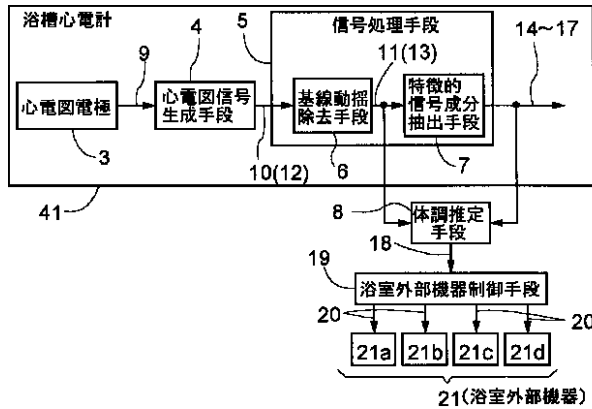 浴槽心電計
5
信号処理手段
14〜17
4
9
11(13)
心電図電極
心電図信号
生成手段
基線動揺
除去手段
特徴的
信号成分
抽出手段
3
10(12)
6
7
41
8
体調推定
手段
18
19
浴室外部機器制御手段
20
20
21a
21b
21c
21d
21(浴室外部機器)